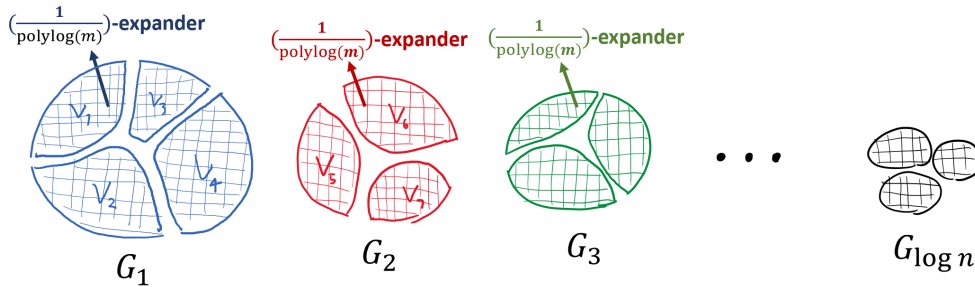 (1/polylog(m))-expander
(1/polylog(m))-expander
(1/polylog(m))-expander
V₁
V₃
V₂
V₄
V₆
V₅
V₇
...
G₁
G₂
G₃
G_{log n}